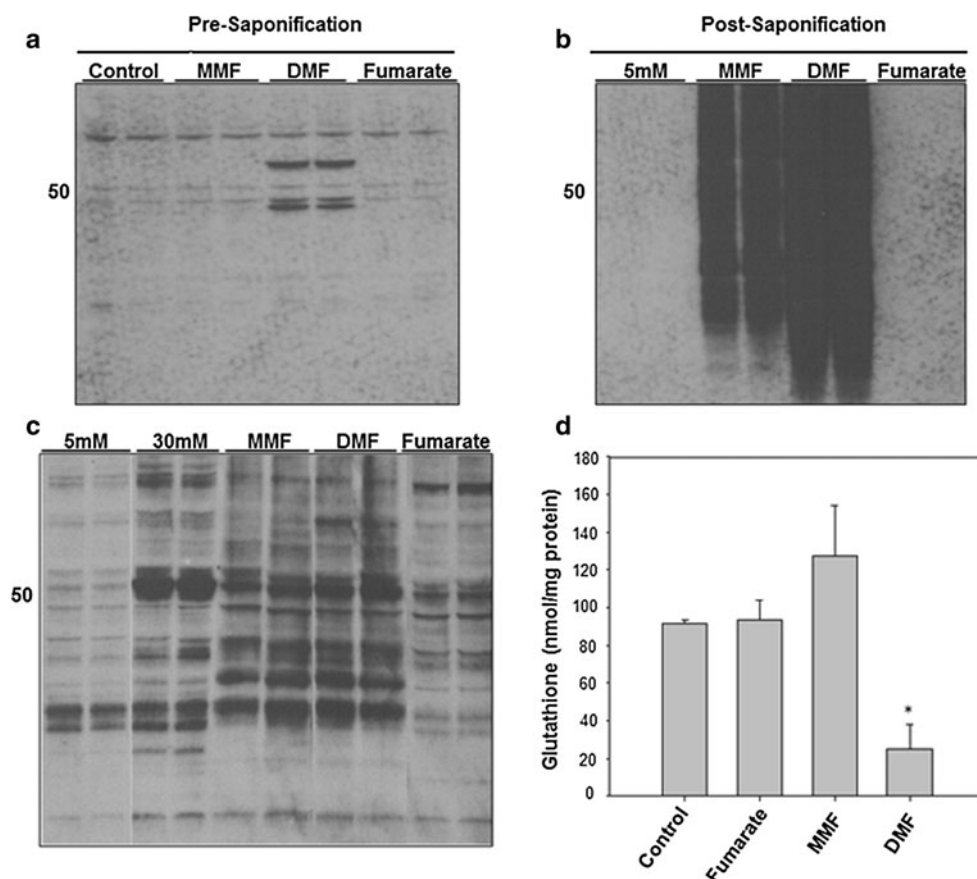 a
Pre-Saponification
Control MMF DMF Fumarate
50
b
Post-Saponification
5mM MMF DMF Fumarate
50
c
5mM 30mM MMF DMF Fumarate
50
d
Glutathione (nmol/mg protein)
180
160
140
120
100
80
60
40
20
0
*
Control
Fumarate
MMF
DMF